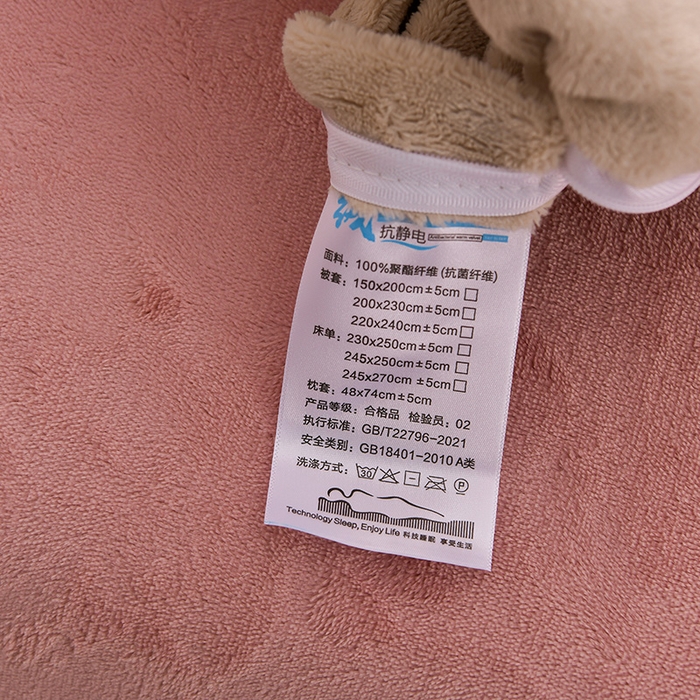 抗静电
面料：100%聚酯纤维 (抗菌纤维)
被套：150x200cm±5cm□
200x230cm±5cm□
220x240cm±5cm□
床单：230x250cm±5cm□
245x250cm±5cm□
245x270 cm±5cm□
枕套：48x74cm±5cm
产品等级：合格品 检验员：02
执行标准：GB/T22796-2021
安全类别：GB18401-2010 A类
洗涤方式：30 P
Technology Sleep, Enjoy Life 科技睡眠 享受生活